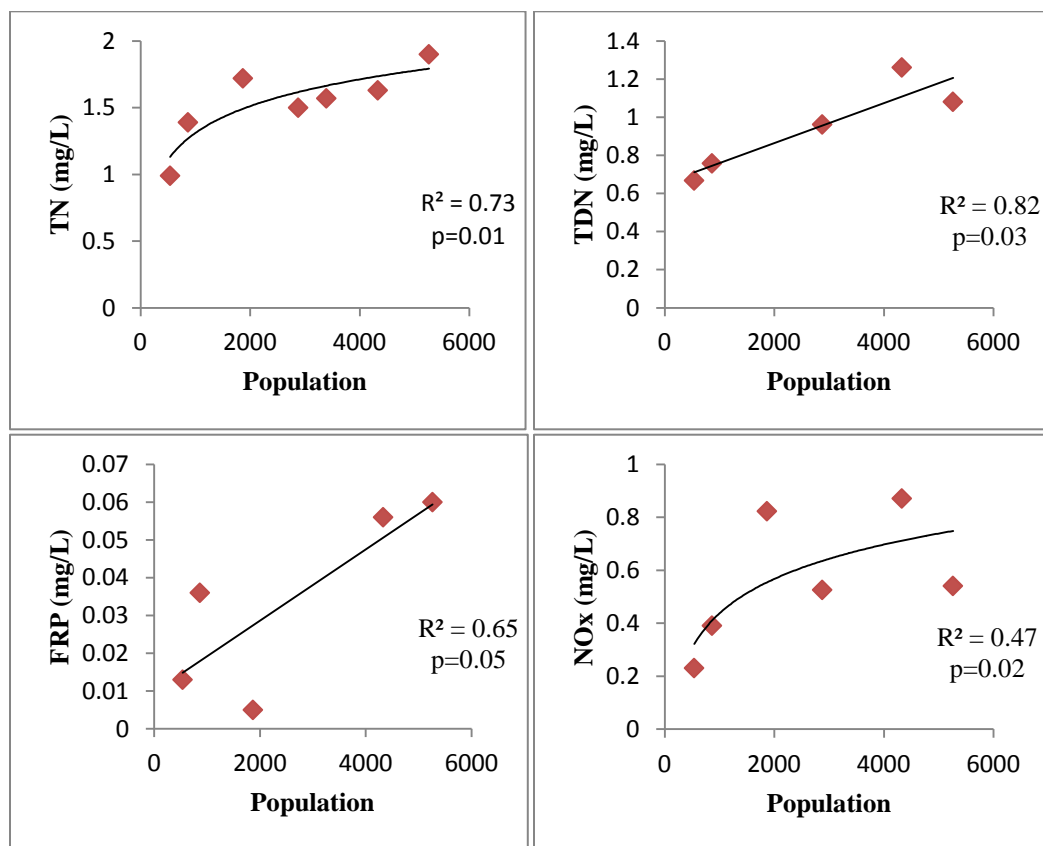 TN (mg/L)
2
1.5
1
0.5
0
0 2000 4000 6000
Population
R² = 0.73
p=0.01
TDN (mg/L)
1.4
1.2
1
0.8
0.6
0.4
0.2
0
0 2000 4000 6000
Population
R² = 0.82
p=0.03
FRP (mg/L)
0.07
0.06
0.05
0.04
0.03
0.02
0.01
0
0 2000 4000 6000
Population
R² = 0.65
p=0.05
NOx (mg/L)
1
0.8
0.6
0.4
0.2
0
0 2000 4000 6000
Population
R² = 0.47
p=0.02